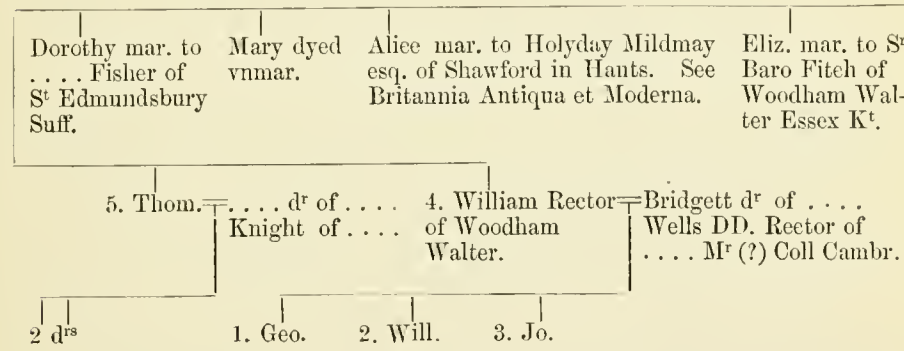 Dorothy mar. to
. . . . Fisher of
Sᵗ Edmundsbury
Suff.
Mary dyed
vnmar.
Alice mar. to Holyday Mildmay
esq. of Shawford in Hants. See
Britannia Antiqua et Moderna.
Eliz. mar. to Sʳ
Baro Fitch of
Woodham Wal-
ter Essex Kᵗ.
5. Thom.
. . . . dʳ of . . . .
Knight of . . . .
4. William Rector
of Woodham
Walter.
Bridgett dʳ of . . . .
Wells DD. Rector of
. . . . Mʳ (?) Coll Cambr.
2 dʳˢ
1. Geo.
2. Will.
3. Jo.